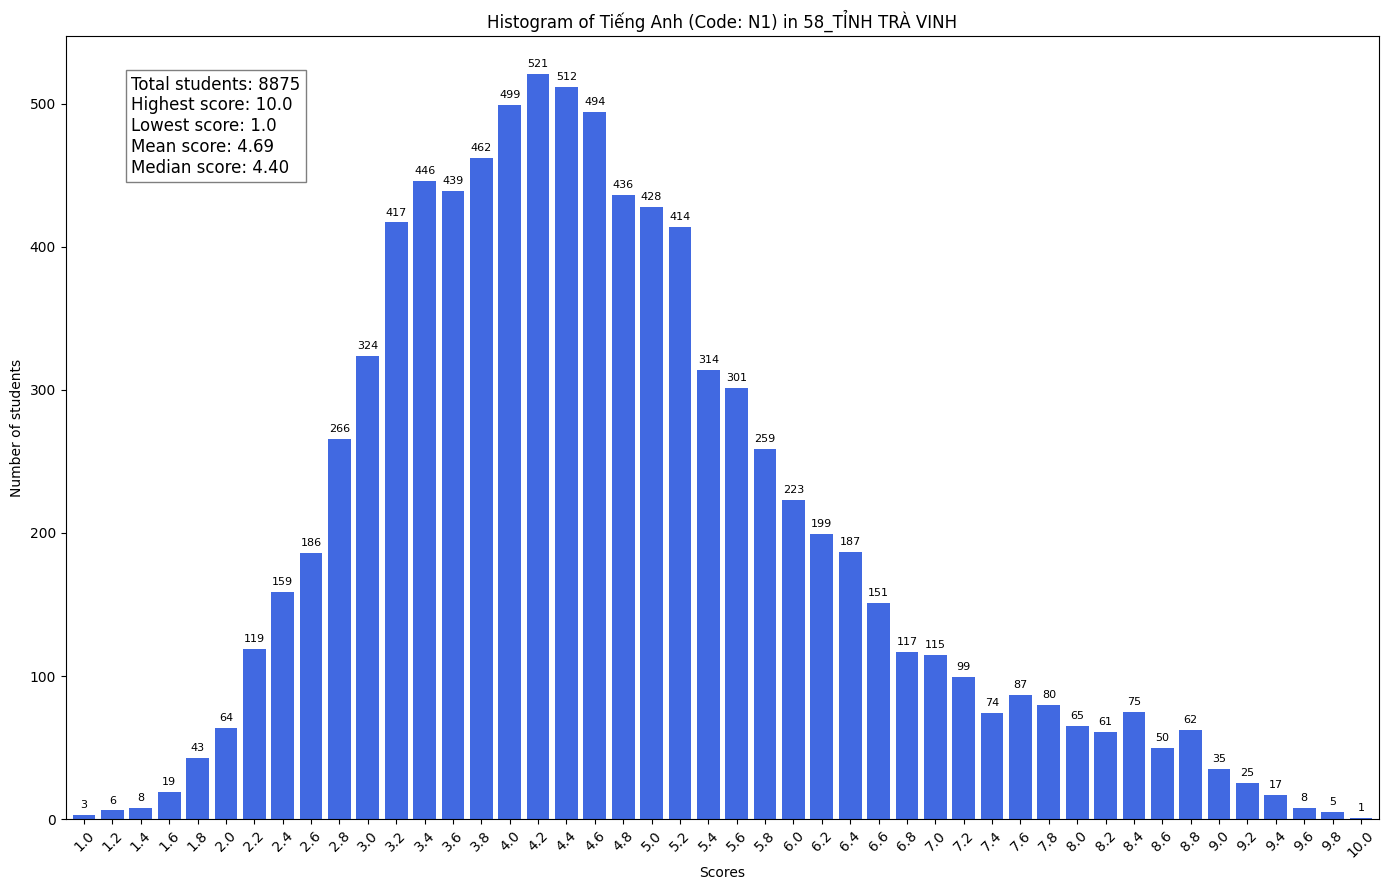 Histogram of Tiếng Anh (Code: N1) in 58_TỈNH TRÀ VINH
Total students: 8875
Highest score: 10.0
Lowest score: 1.0
Mean score: 4.69
Median score: 4.40
Number of students
500
400
300
200
100
0
3 6 8 19 43 64 119 159 186 266 324 417 446 439 462 499 521 512 494 436 428 414 314 301 259 223 199 187 151 117 115 99 74 87 80 65 61 75 50 62 35 25 17 8 5 1
1.0 1.2 1.4 1.6 1.8 2.0 2.2 2.4 2.6 2.8 3.0 3.2 3.4 3.6 3.8 4.0 4.2 4.4 4.6 4.8 5.0 5.2 5.4 5.6 5.8 6.0 6.2 6.4 6.6 6.8 7.0 7.2 7.4 7.6 7.8 8.0 8.2 8.4 8.6 8.8 9.0 9.2 9.4 9.6 9.8 10.0
Scores